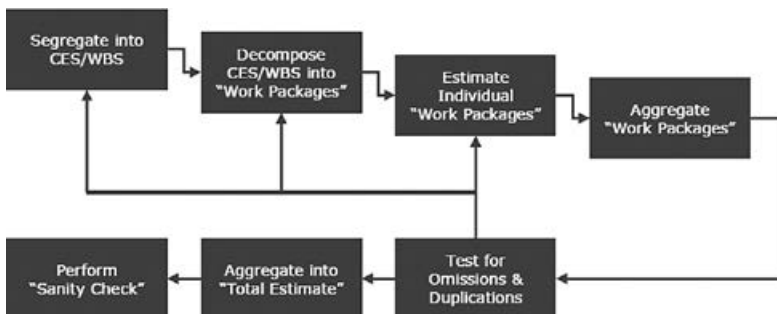 Segregate into
CES/WBS
Decompose
CES/WBS into
“Work Packages”
Estimate
Individual
“Work Packages”
Aggregate
“Work Packages”
Perform
“Sanity Check”
Aggregate into
“Total Estimate”
Test for
Omissions &
Duplications